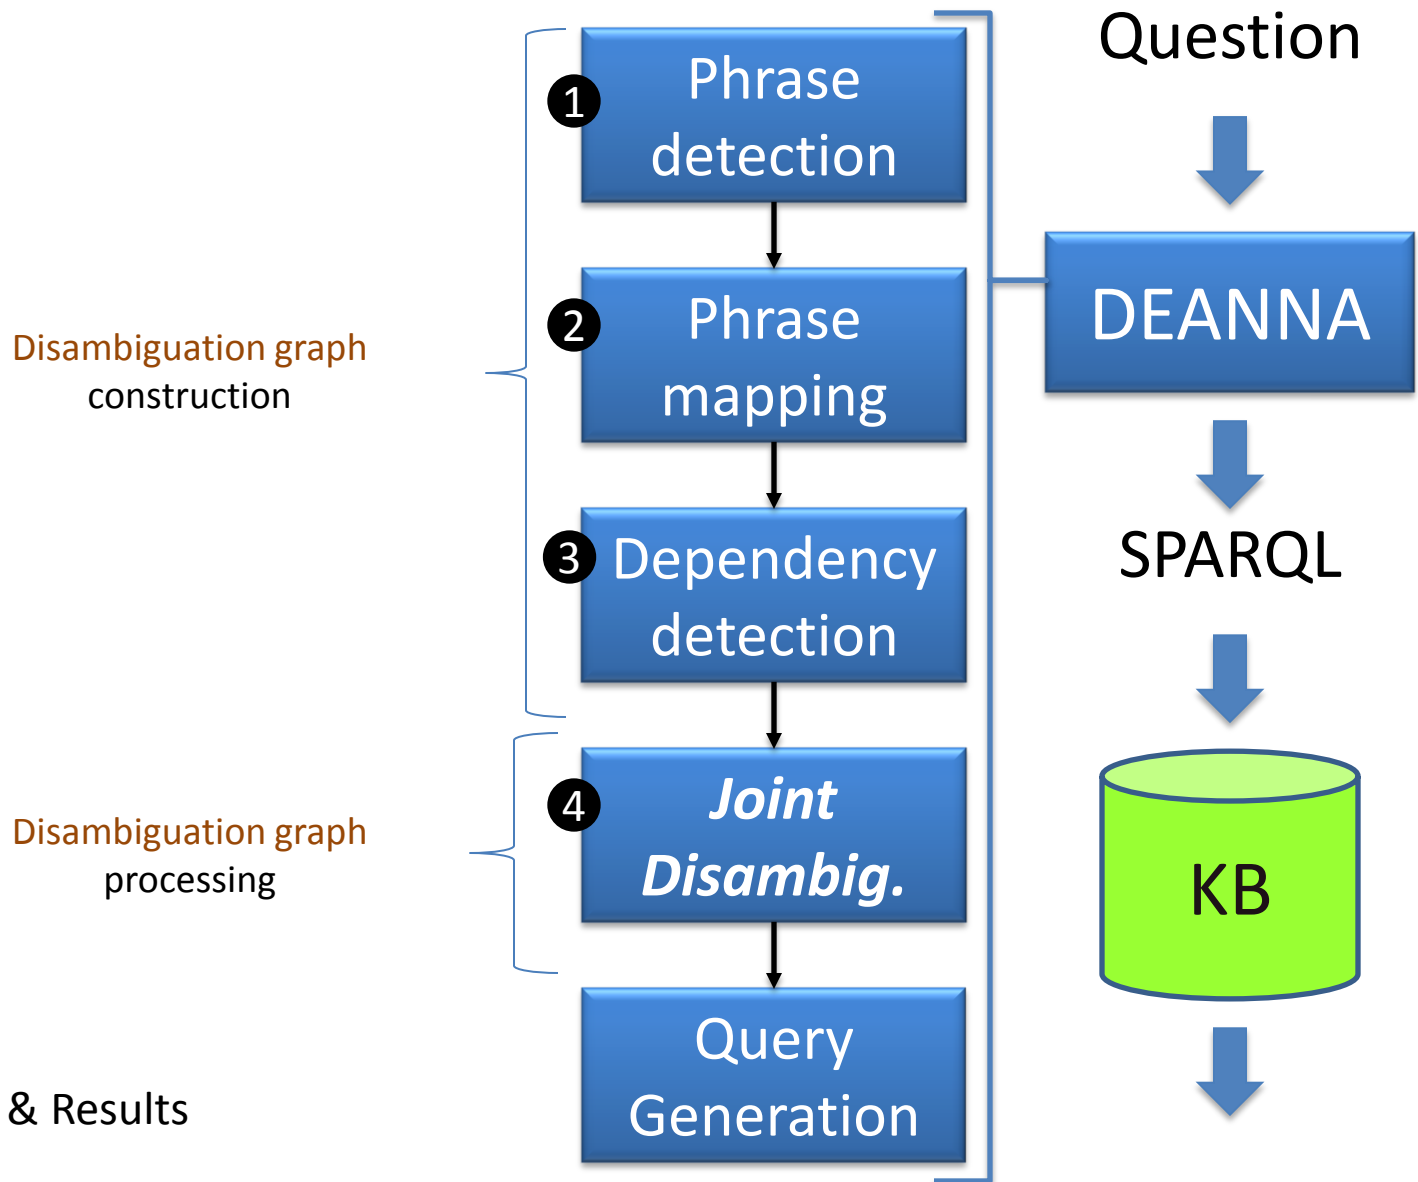 Disambiguation graph
construction
Disambiguation graph
processing
& Results
1
Phrase
detection
2
Phrase
mapping
3
Dependency
detection
4
Joint
Disambig.
Query
Generation
Question
DEANNA
SPARQL
KB